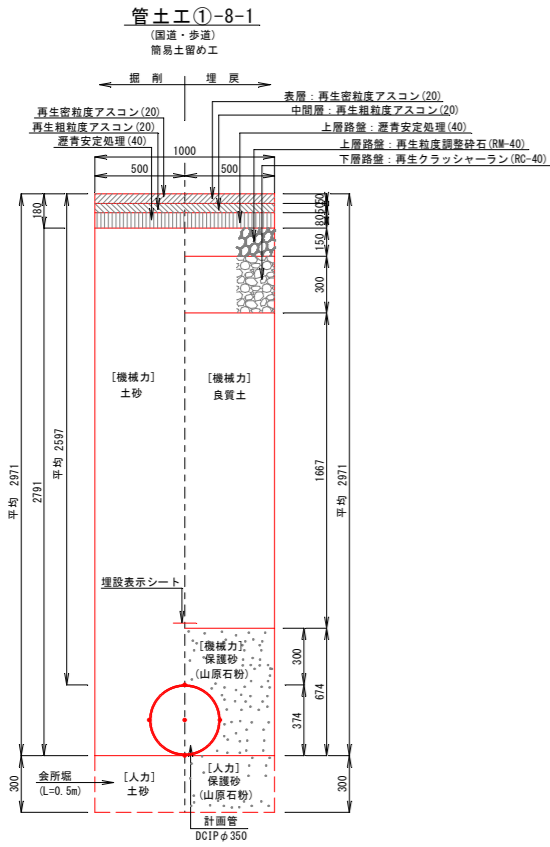 管土工①-8-1
(国道・歩道)
簡易土留め工
掘 削
埋 戻
再生密粒度アスコン(20)
再生粗粒度アスコン(20)
瀝青安定処理(40)
表層：再生密粒度アスコン(20)
中間層：再生粗粒度アスコン(20)
上層路盤：瀝青安定処理(40)
上層路盤：再生粒度調整砕石(RM-40)
下層路盤：再生クラッシャーラン(RC-40)
1000
500
500
180
50
50
80
150
300
[機械力]
土砂
[機械力]
良質土
平均 2971
2791
平均 2597
1667
平均 2971
埋設表示シート
[機械力]
保護砂
(山原石粉)
300
374
674
会所堀
(L=0.5m)
[人力]
土砂
[人力]
保護砂
(山原石粉)
300
300
計画管
DCIPφ350